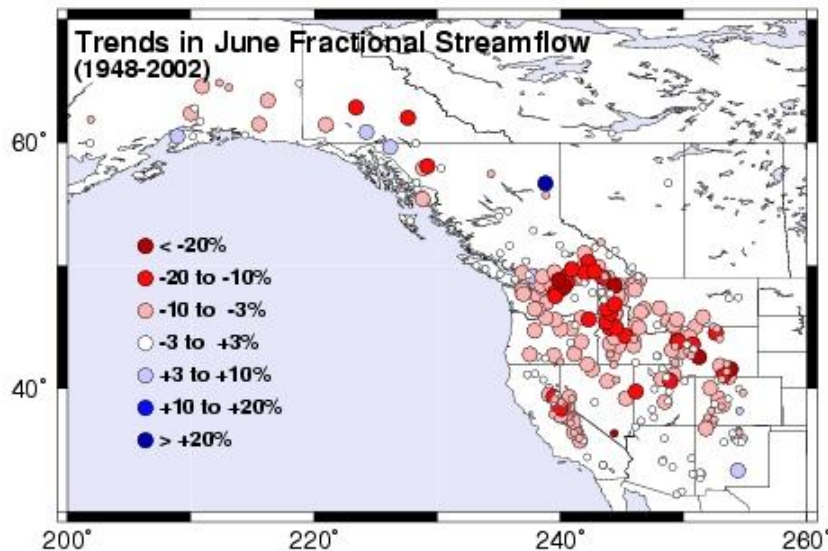 Trends in June Fractional Streamflow
(1948-2002)
60°
< -20%
-20 to -10%
-10 to -3%
-3 to +3%
+3 to +10%
+10 to +20%
> +20%
40°
200° 220° 240° 260°